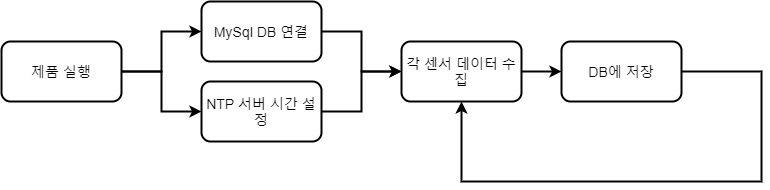 제품 실행
MySql DB 연결
NTP 서버 시간 설
정
각 센서 데이터 수
집
DB에 저장